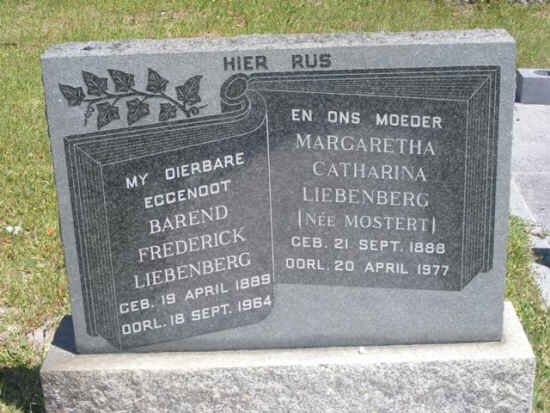 HIER RUS
MY DIERBARE
EGGENOOT
BAREND
FREDERICK
LIEBENBERG
GEB. 19 APRIL 1889
OORL. 18 SEPT. 1964
EN ONS MOEDER
MARGARETHA
CATHARINA
LIEBENBERG
(NÉE MOSTERT)
GEB. 21 SEPT. 1888
OORL. 20 APRIL 1977